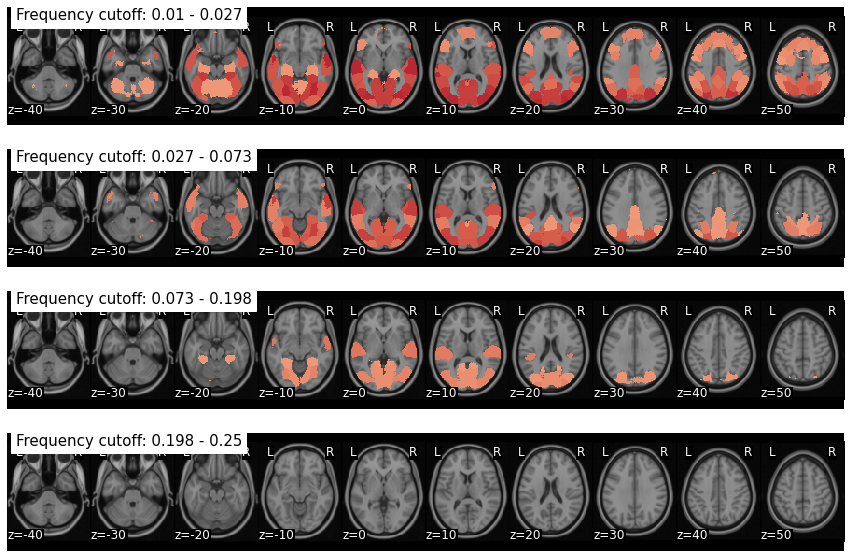 Frequency cutoff: 0.01 - 0.027
L R L R L R L R L R L R L R
z=-40 z=-30 z=-20 z=-10 z=0 z=10 z=20 z=30 z=40 z=50
Frequency cutoff: 0.027 - 0.073
L R L R L R L R L R L R L R
z=-40 z=-30 z=-20 z=-10 z=0 z=10 z=20 z=30 z=40 z=50
Frequency cutoff: 0.073 - 0.198
L R L R L R L R L R L R L R
z=-40 z=-30 z=-20 z=-10 z=0 z=10 z=20 z=30 z=40 z=50
Frequency cutoff: 0.198 - 0.25
L R L R L R L R L R L R L R
z=-40 z=-30 z=-20 z=-10 z=0 z=10 z=20 z=30 z=40 z=50